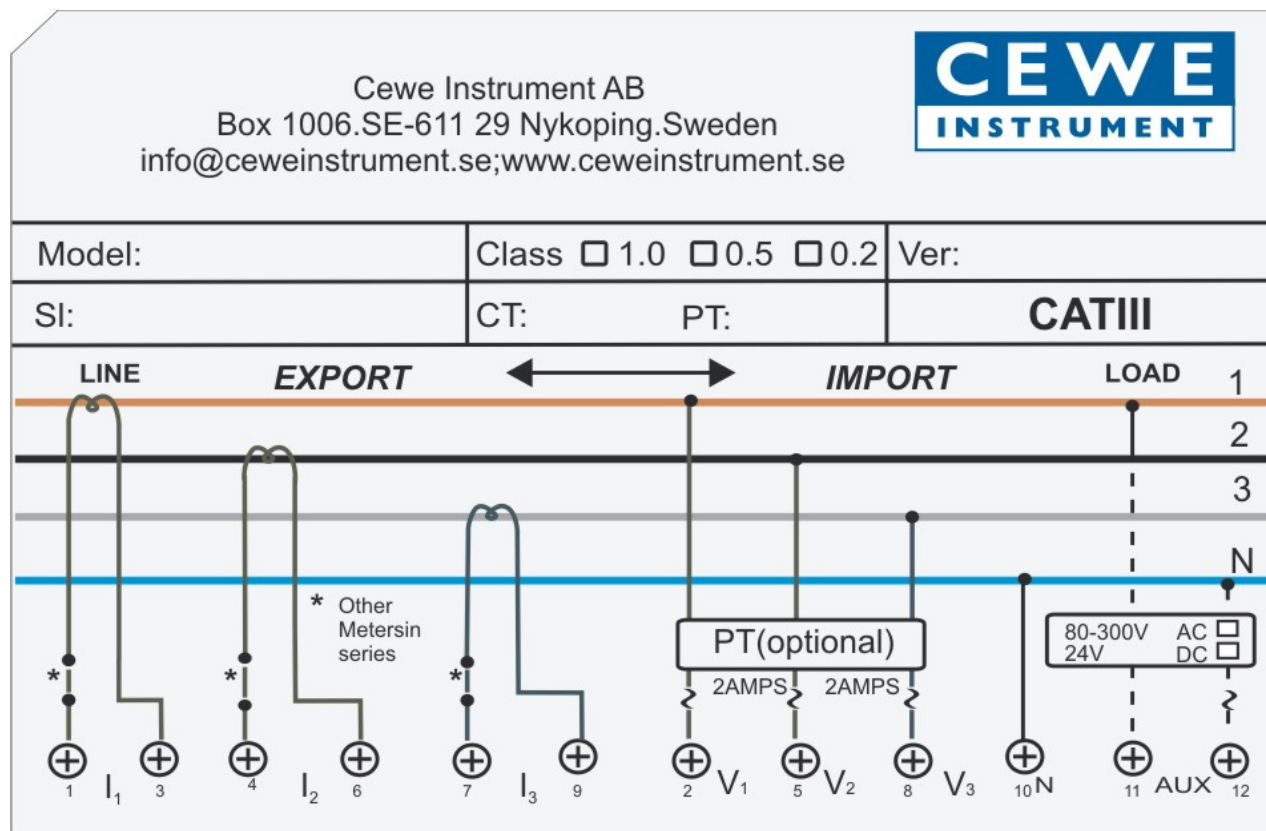 CEWE
INSTRUMENT
Cewe Instrument AB
Box 1006.SE-611 29 Nykoping.Sweden
info@ceweinstrument.se;www.ceweinstrument.se
Model:
Class 1.0 0.5 0.2
Ver:
SI:
CT: PT:
CATIII
LINE EXPORT IMPORT LOAD 1
2
3
N
* Other
Metersin
series
* * *
PT(optional)
2AMPS 2AMPS
80-300V AC
24V DC
1 I1 3 4 I2 6 7 I3 9 2 V1 5 V2 8 V3 10 N 11 AUX 12